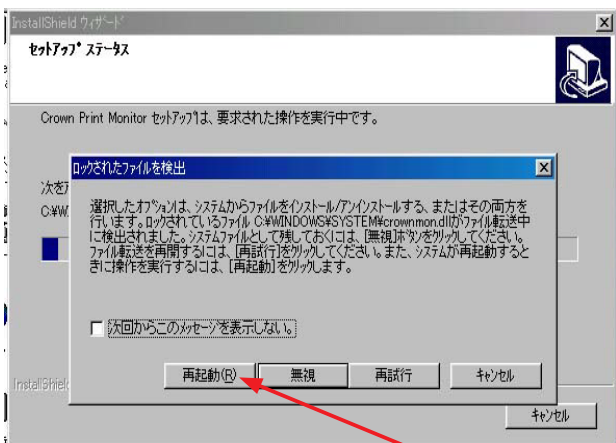 InstallShield ウィザード
セットアップ ステータス
Crown Print Monitor セットアップは、要求された操作を実行中です。
ロックされたファイルを検出
次を
C:¥W
選択したオプションは、システムからファイルをインストール/アンインストールする、またはその両方を
行います。ロックされているファイル C:¥WINDOWS¥SYSTEM¥crownmon.dllがファイル転送中
に検出されました。システムファイルとして残しておくには、[無視]ボタンをクリックしてください。
ファイル転送を再開するには、[再試行]をクリックしてください。また、システムが再起動すると
きに操作を実行するには、[再起動]をクリックします。
次回からこのメッセージを表示しない。
再起動(R) 無視 再試行 キャンセル
InstallShiel
キャンセル